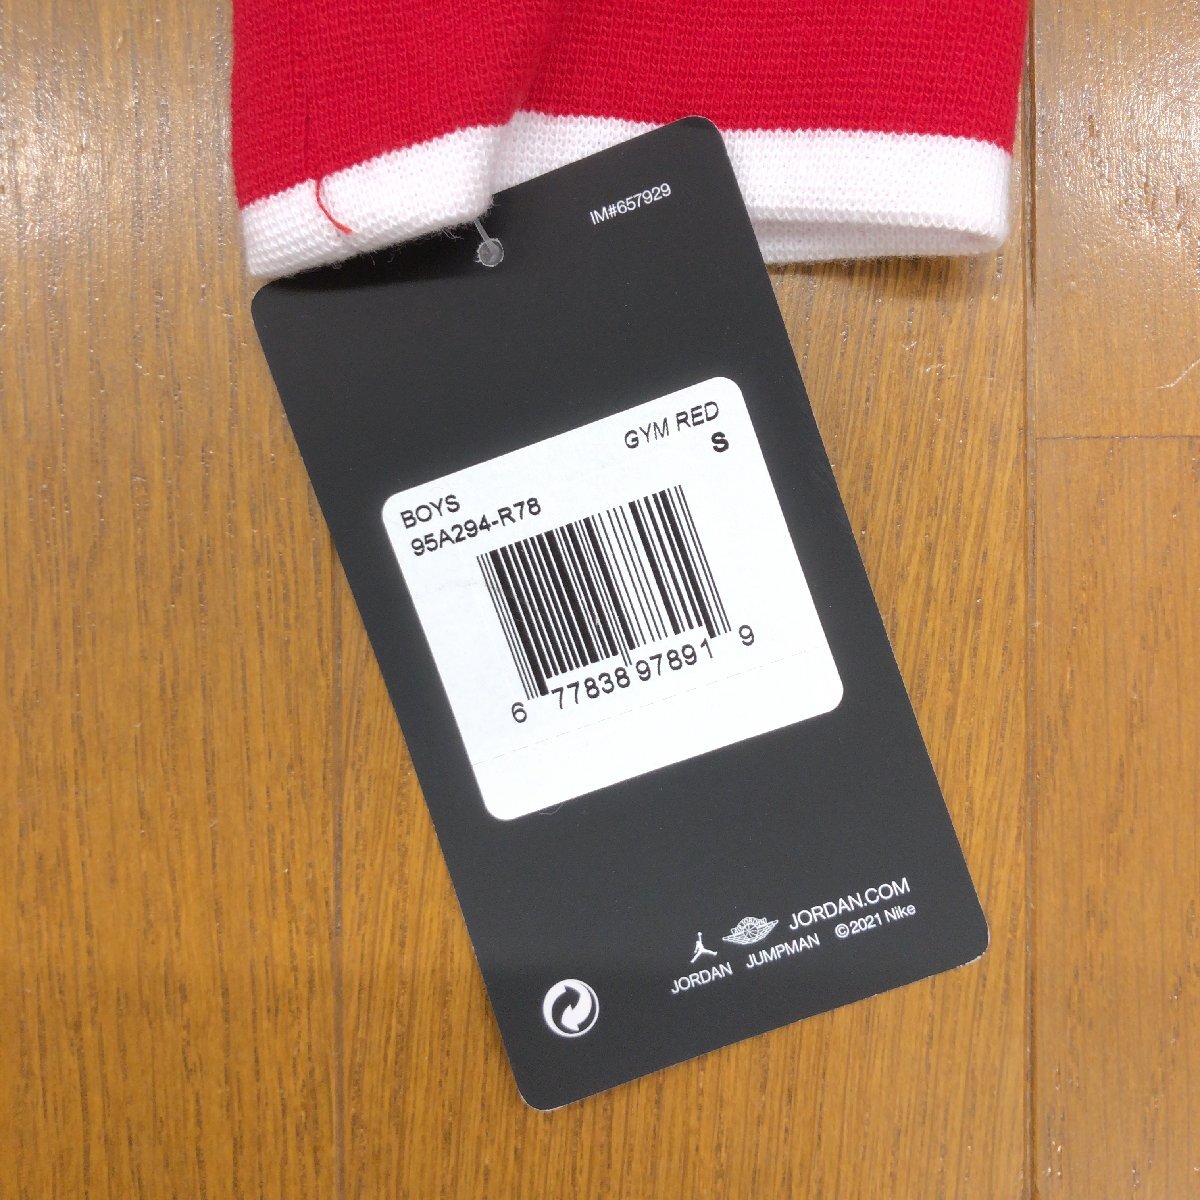 IM#657929
GYM RED
S
BOYS
95A294-R78
6 77838 97891 9
JORDAN.COM
JORDAN JUMPMAN ©2021 Nike